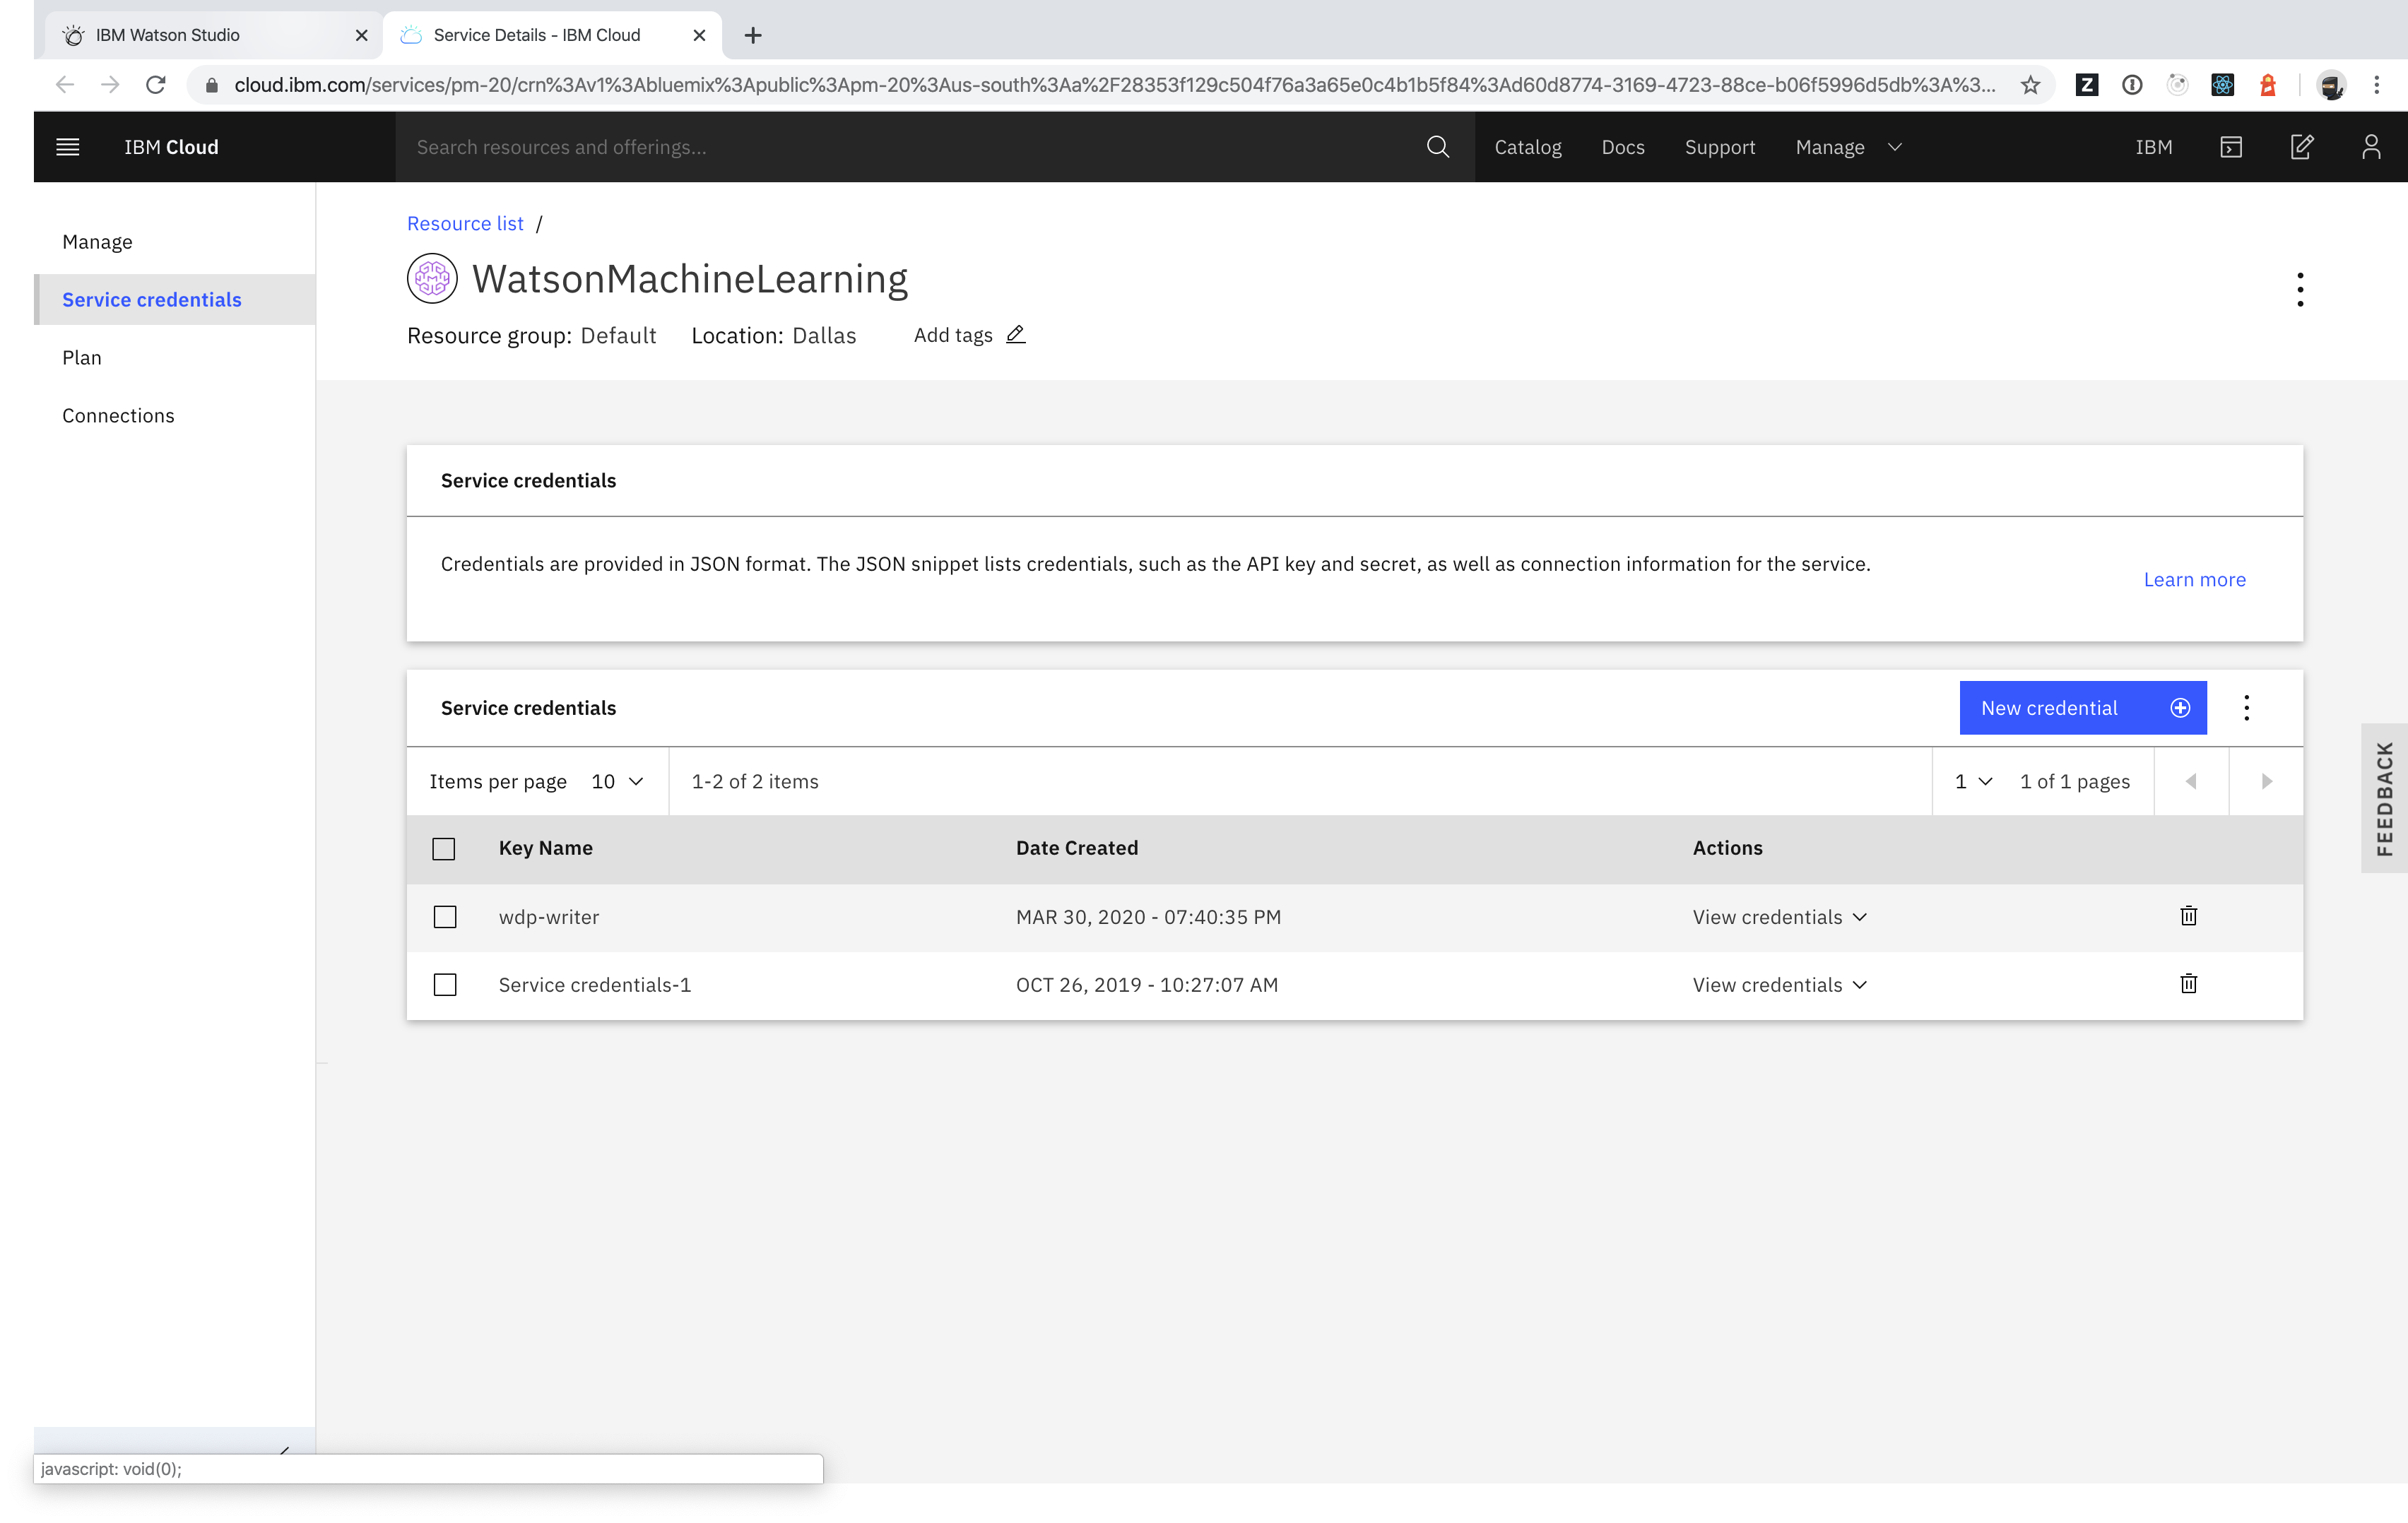 IBM Watson Studio
Service Details - IBM Cloud
cloud.ibm.com/services/pm-20/crn%3Av1%3Abluemix%3Apublic%3Apm-20%3Aus-south%3Aa%2F28353f129c504f76a3a65e0c4b1b5f84%3Ad60d8774-3169-4723-88ce-b06f5996d5db%3A%3...
IBM Cloud
Search resources and offerings...
Catalog
Docs
Support
Manage
IBM
Manage
Service credentials
Plan
Connections
Resource list /
WatsonMachineLearning
Resource group: Default Location: Dallas Add tags
Service credentials
Credentials are provided in JSON format. The JSON snippet lists credentials, such as the API key and secret, as well as connection information for the service.
Learn more
Service credentials
New credential
Items per page 10 1-2 of 2 items 1 1 of 1 pages
Key Name Date Created Actions
wdp-writer MAR 30, 2020 - 07:40:35 PM View credentials
Service credentials-1 OCT 26, 2019 - 10:27:07 AM View credentials
FEEDBACK
javascript: void(0);